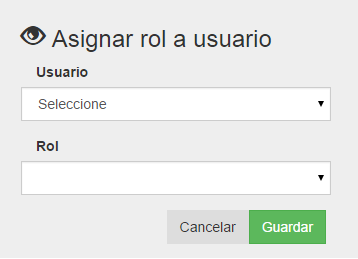 Asignar rol a usuario
Usuario
Seleccione
Rol
Cancelar Guardar